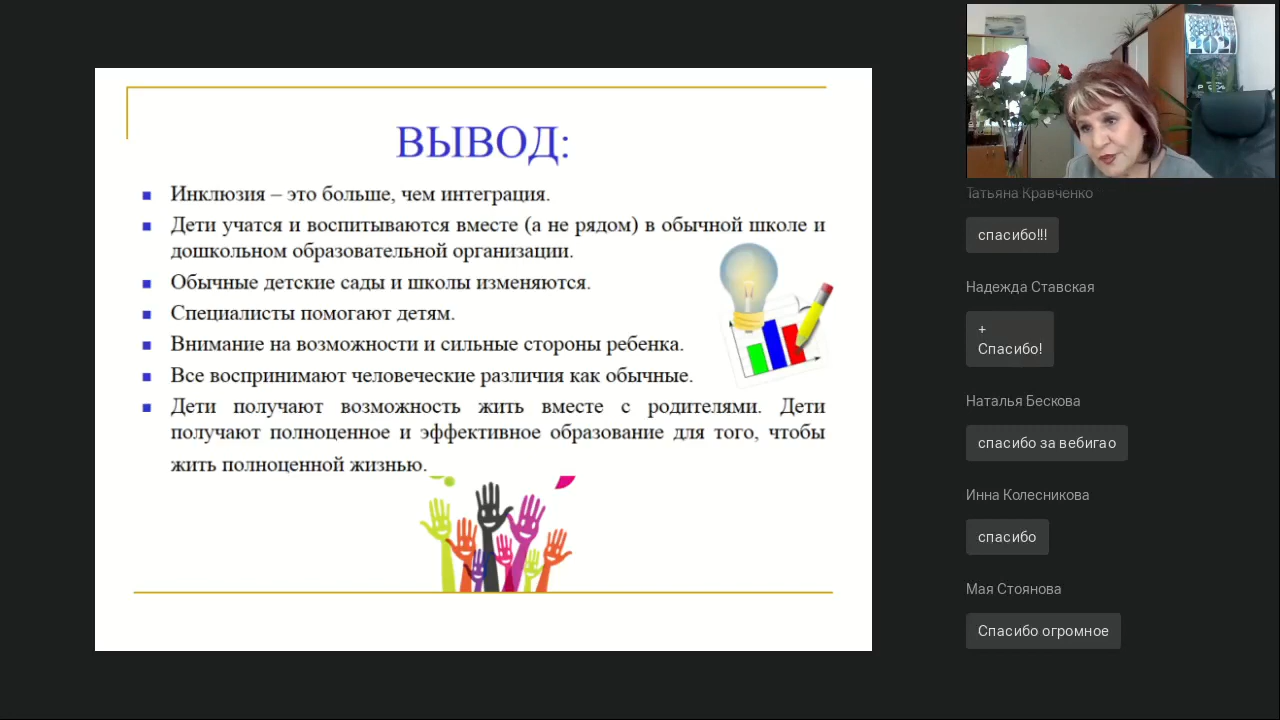 ВЫВОД:
Инклюзия – это больше, чем интеграция.
Дети учатся и воспитываются вместе (а не рядом) в обычной школе и
дошкольном образовательной организации.
Обычные детские сады и школы изменяются.
Специалисты помогают детям.
Внимание на возможности и сильные стороны ребенка.
Все воспринимают человеческие различия как обычные.
Дети получают возможность жить вместе с родителями. Дети
получают полноценное и эффективное образование для того, чтобы
жить полноценной жизнью.
Татьяна Кравченко
спасибо!!!
Надежда Ставская
+
Спасибо!
Наталья Бескова
спасибо за вебигао
Инна Колесникова
спасибо
Мая Стоянова
Спасибо огромное